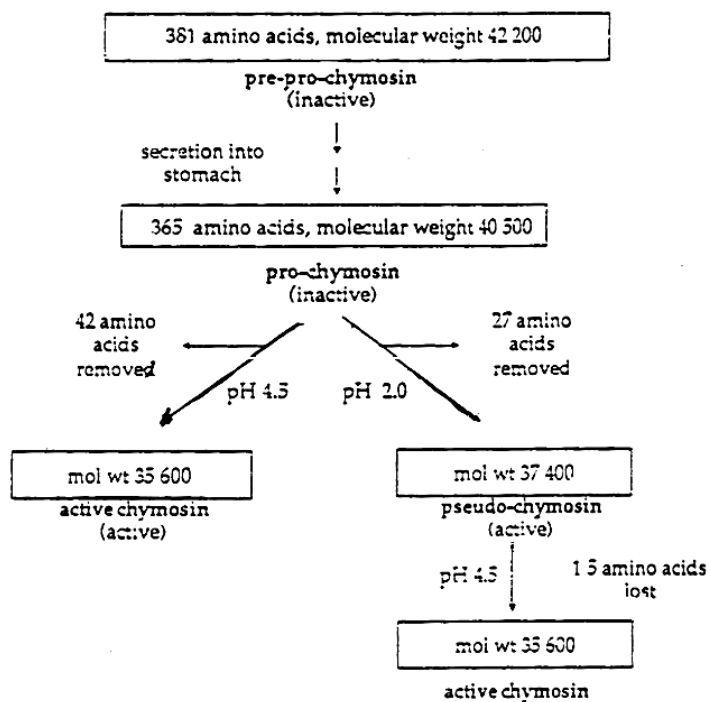 381 amino acids, molecular weight 42 200
pre-pro-chymosin
(inactive)
secretion into
stomach
365 amino acids, molecular weight 40 500
pro-chymosin
(inactive)
42 amino
acids
removed
27 amino
acids
removed
pH 4.5
pH 2.0
mol wt 35 600
active chymosin
(active)
mol wt 37 400
pseudo-chymosin
(active)
pH 4.5
15 amino acids
lost
mol wt 35 600
active chymosin